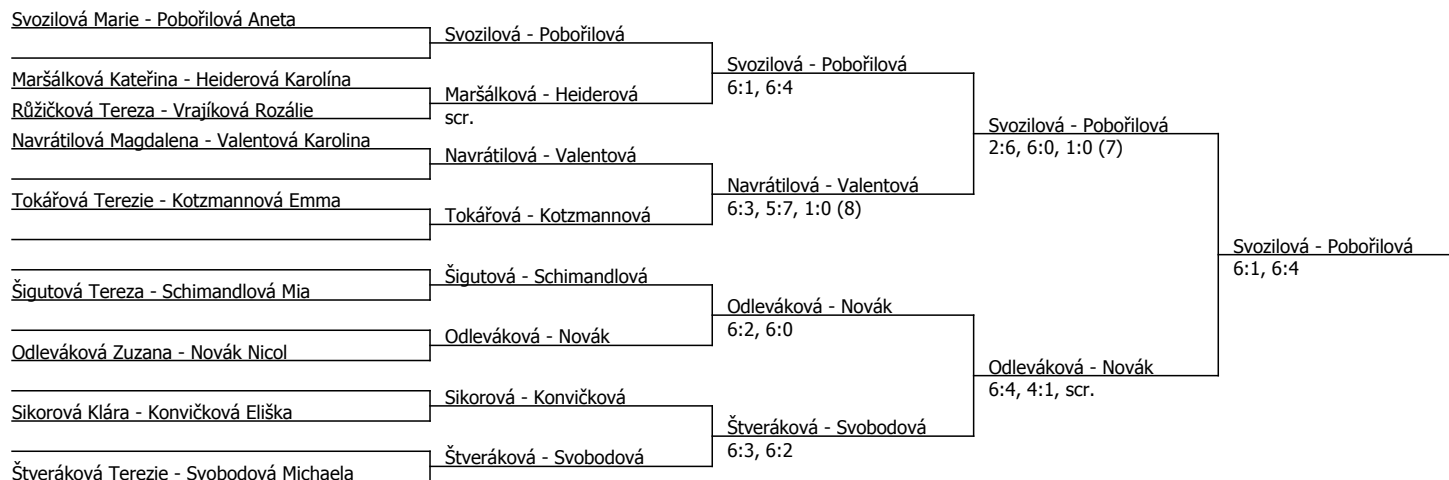 Svozilová Marie - Pobořilová Aneta
Maršálková Kateřina - Heiderová Karolína
Růžičková Tereza - Vrajíková Rozálie
Navrátilová Magdalena - Valentová Karolina
Tokářová Terezie - Kotzmannová Emma
Šigutová Tereza - Schimandlová Mia
Odleváková Zuzana - Novák Nicol
Sikorová Klára - Konvičková Eliška
Štveráková Terezie - Svobodová Michaela
Svozilová - Pobořilová
Maršálková - Heiderová
scr.
Navrátilová - Valentová
Tokářová - Kotzmannová
Šigutová - Schimandlová
Odleváková - Novák
Sikorová - Konvičková
Štveráková - Svobodová
Svozilová - Pobořilová
6:1, 6:4
Navrátilová - Valentová
6:3, 5:7, 1:0 (8)
Odleváková - Novák
6:2, 6:0
Štveráková - Svobodová
6:3, 6:2
Svozilová - Pobořilová
2:6, 6:0, 1:0 (7)
Odleváková - Novák
6:4, 4:1, scr.
Svozilová - Pobořilová
6:1, 6:4